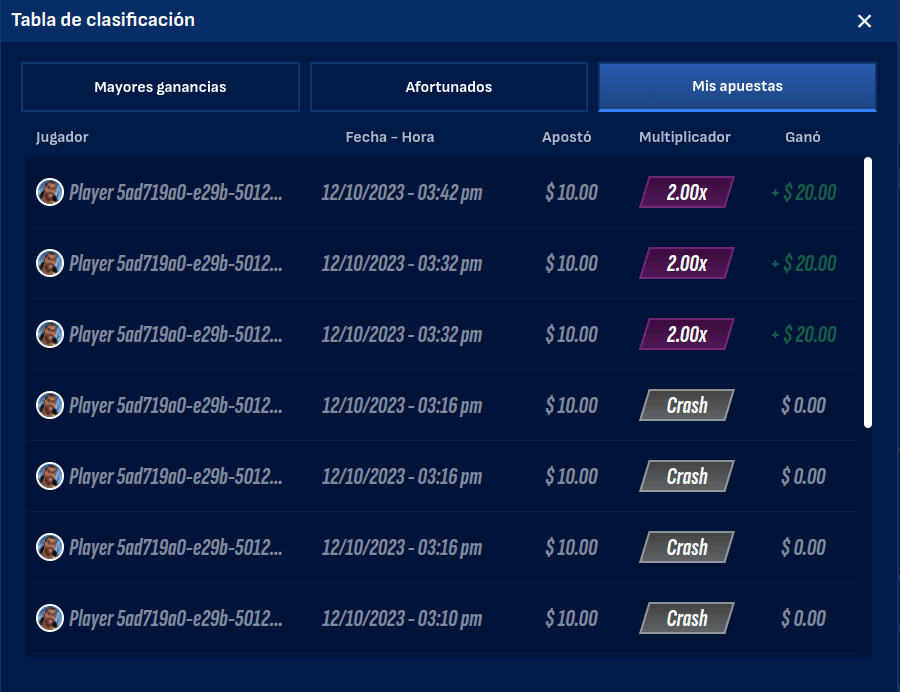 Tabla de clasificación
Mayores ganancias Afortunados Mis apuestas
Jugador Fecha - Hora Apostó Multiplicador Ganó
Player 5ad719a0-e29b-5012... 12/10/2023 - 03:42 pm $ 10.00 2.00x + $ 20.00
Player 5ad719a0-e29b-5012... 12/10/2023 - 03:32 pm $ 10.00 2.00x + $ 20.00
Player 5ad719a0-e29b-5012... 12/10/2023 - 03:32 pm $ 10.00 2.00x + $ 20.00
Player 5ad719a0-e29b-5012... 12/10/2023 - 03:16 pm $ 10.00 Crash $ 0.00
Player 5ad719a0-e29b-5012... 12/10/2023 - 03:16 pm $ 10.00 Crash $ 0.00
Player 5ad719a0-e29b-5012... 12/10/2023 - 03:16 pm $ 10.00 Crash $ 0.00
Player 5ad719a0-e29b-5012... 12/10/2023 - 03:10 pm $ 10.00 Crash $ 0.00